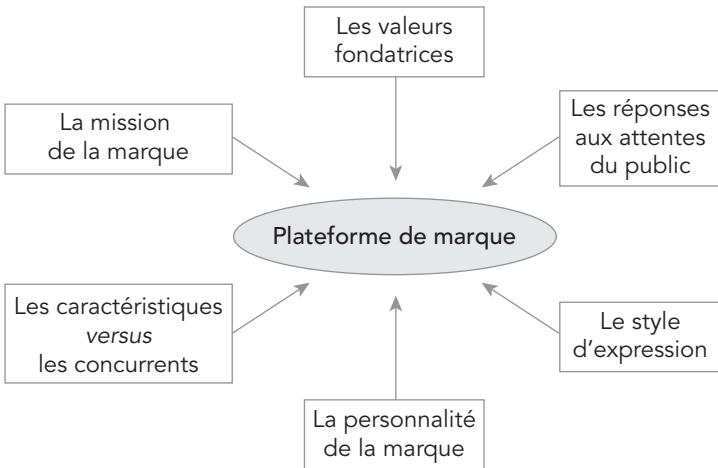 Les valeurs
fondatrices
La mission
de la marque
Les réponses
aux attentes
du public
Plateforme de marque
Les caractéristiques
versus
les concurrents
Le style
d'expression
La personnalité
de la marque